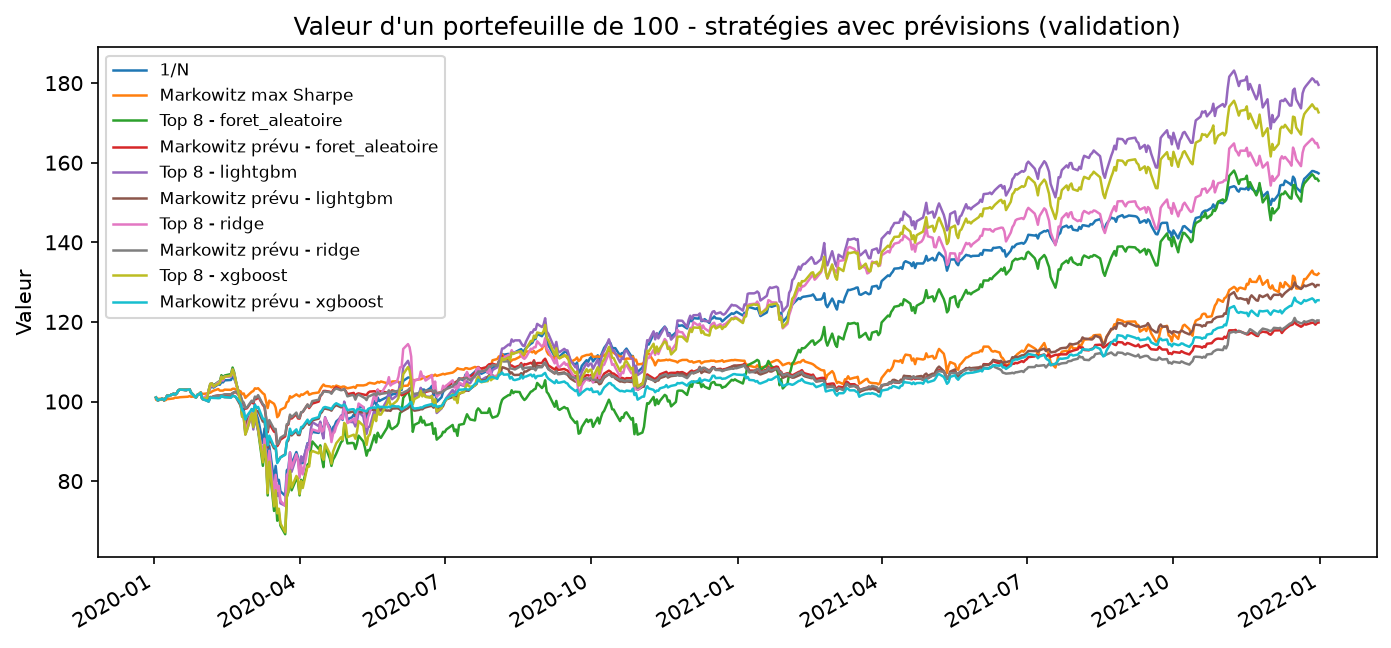 Valeur d'un portefeuille de 100 - stratégies avec prévisions (validation)
1/N
Markowitz max Sharpe
Top 8 - foret_aleatoire
Markowitz prévu - foret_aleatoire
Top 8 - lightgbm
Markowitz prévu - lightgbm
Top 8 - ridge
Markowitz prévu - ridge
Top 8 - xgboost
Markowitz prévu - xgboost
Valeur
180
160
140
120
100
80
2020-01
2020-04
2020-07
2020-10
2021-01
2021-04
2021-07
2021-10
2022-01